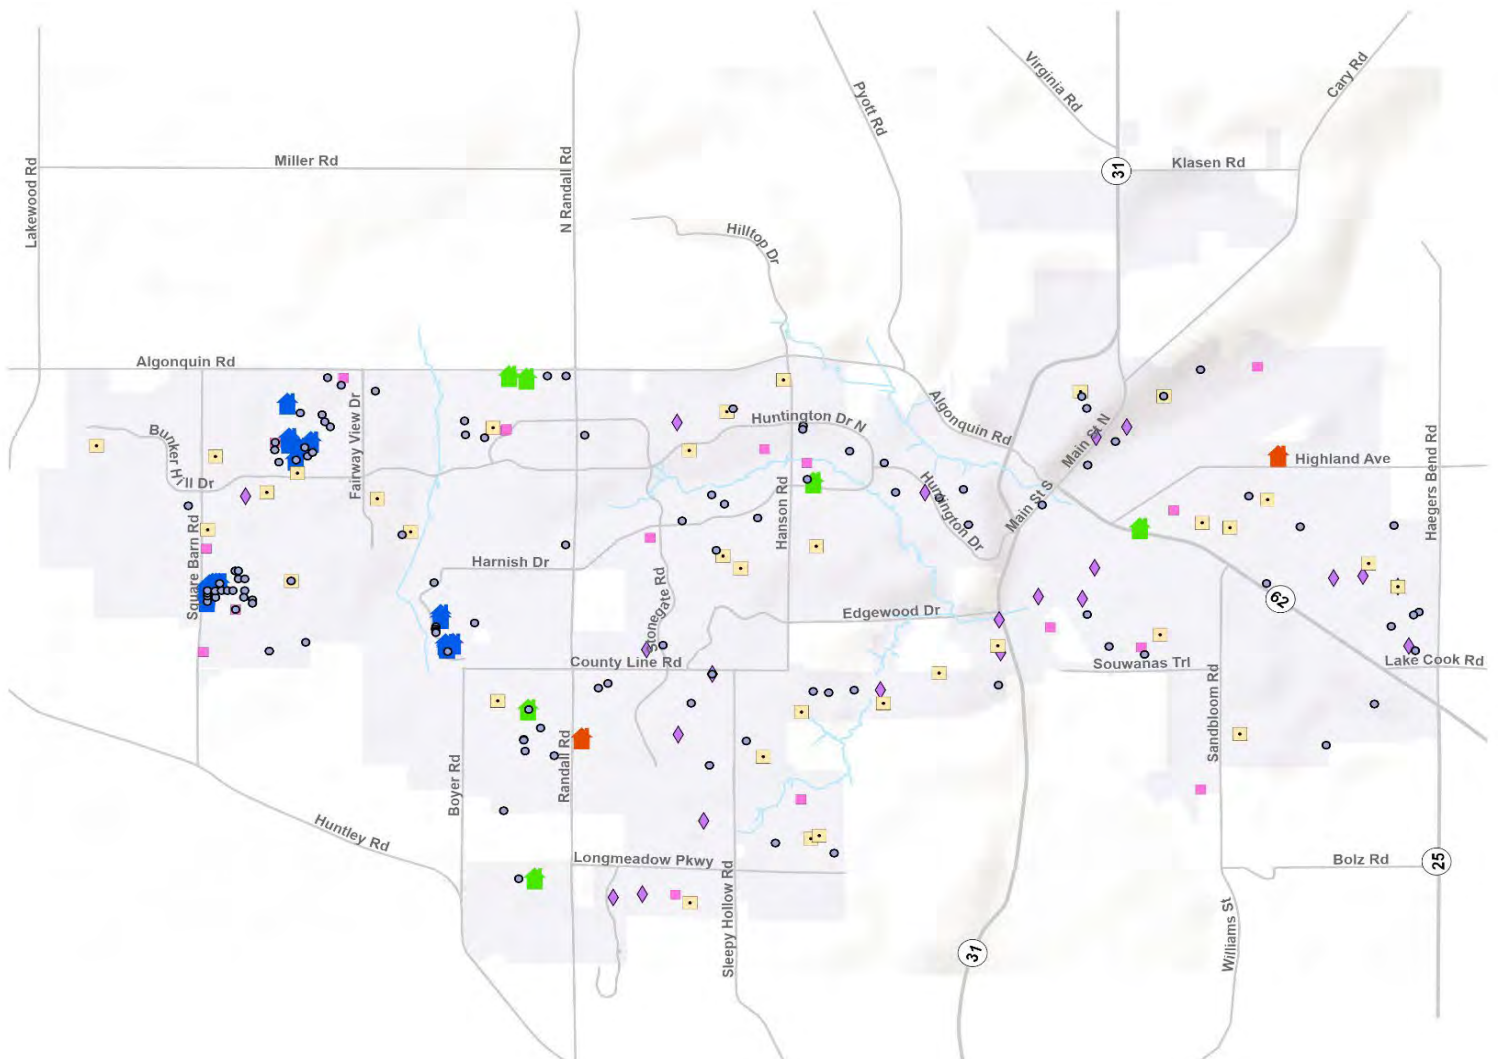 Virginia Rd
Cary Rd
Pyott Rd
Lakewood Rd
Miller Rd
N Randall Rd
31
Klasen Rd
Hilltop Dr
Algonquin Rd
Fairway View Dr
Huntington Dr N
Algonquin Rd
Main St N
Bunker Hill Dr
Highland Ave
Haegers Bend Rd
Hanson Rd
Huntington Dr
Main St S
Square Barn Rd
Harnish Dr
Stonegate Rd
Edgewood Dr
62
County Line Rd
Souwanas Trl
Lake Cook Rd
Sandbloom Rd
Randall Rd
Boyer Rd
Huntley Rd
Longmeadow Pkwy
Bolz Rd
25
Sleepy Hollow Rd
Williams St
31